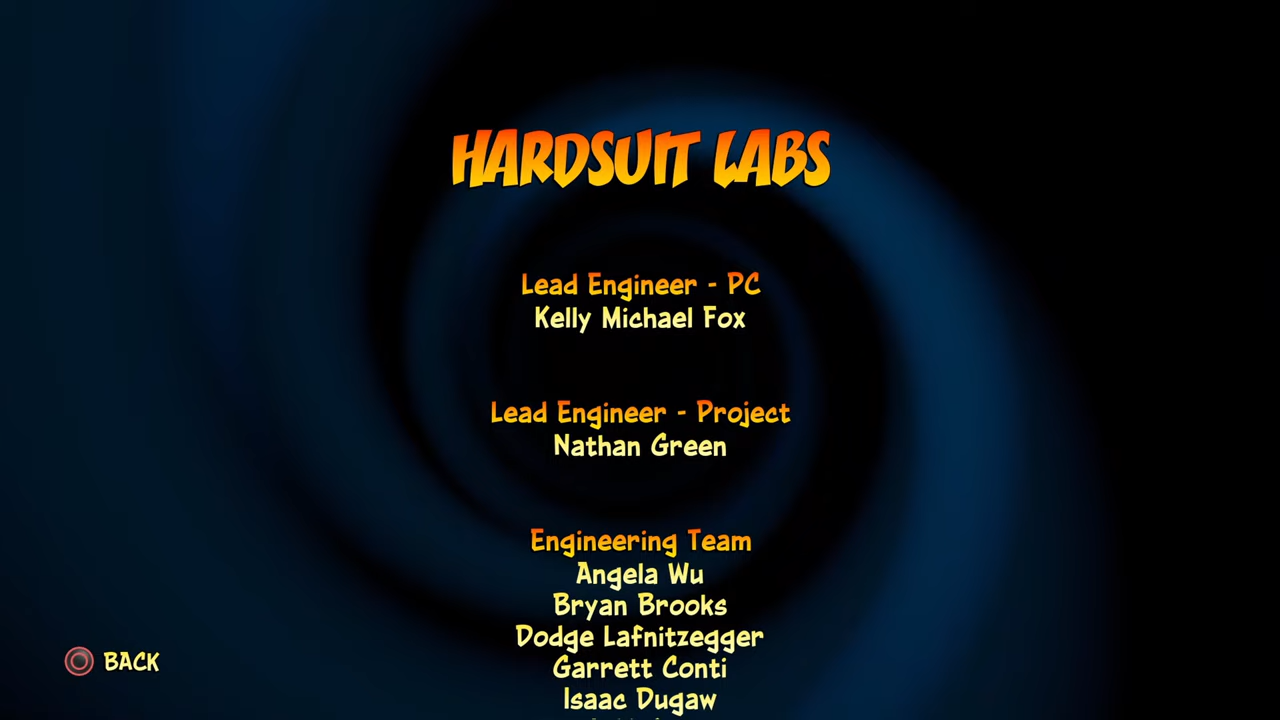 HARDSUIT LABS
Lead Engineer - PC
Kelly Michael Fox
Lead Engineer - Project
Nathan Green
Engineering Team
Angela Wu
Bryan Brooks
Dodge Lafnitzegger
Garrett Conti
Isaac Dugaw
BACK